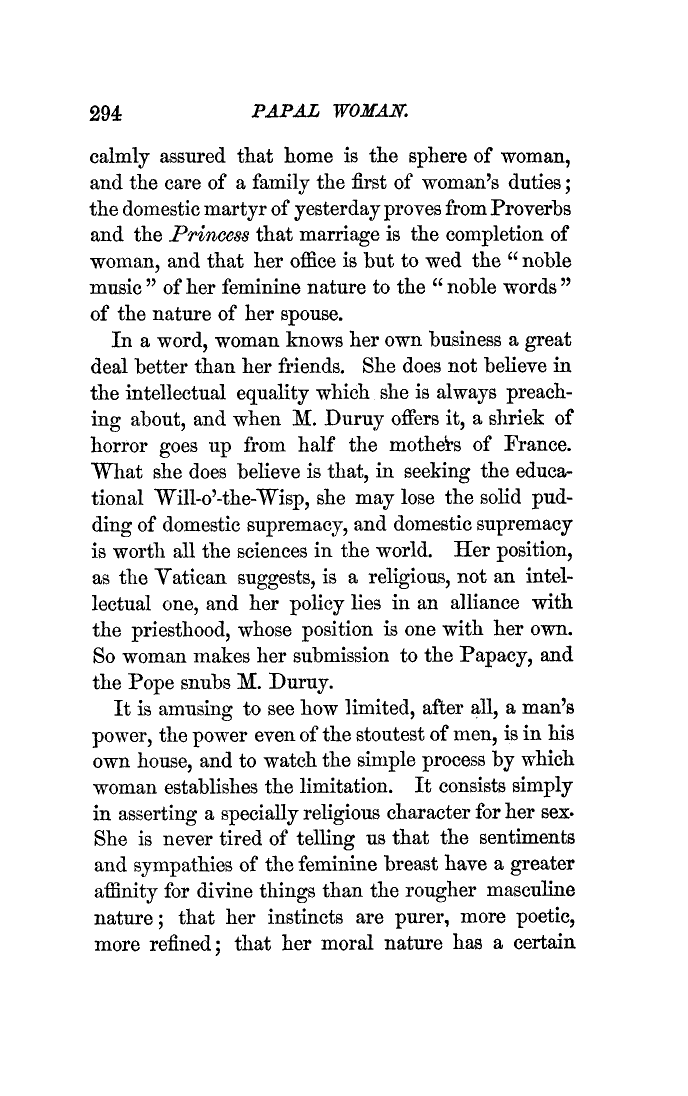 294 PAPAL WOMAN.
calmly assured that home is the sphere of woman,
and the care of a family the first of woman's duties;
the domestic martyr of yesterday proves from Proverbs
and the Princess that marriage is the completion of
woman, and that her office is but to wed the “noble
music” of her feminine nature to the “noble words”
of the nature of her spouse.
In a word, woman knows her own business a great
deal better than her friends. She does not believe in
the intellectual equality which she is always preach-
ing about, and when M. Duruy offers it, a shriek of
horror goes up from half the mothers of France.
What she does believe is that, in seeking the educa-
tional Will-o'-the-Wisp, she may lose the solid pud-
ding of domestic supremacy, and domestic supremacy
is worth all the sciences in the world. Her position,
as the Vatican suggests, is a religious, not an intel-
lectual one, and her policy lies in an alliance with
the priesthood, whose position is one with her own.
So woman makes her submission to the Papacy, and
the Pope snubs M. Duruy.
It is amusing to see how limited, after all, a man's
power, the power even of the stoutest of men, is in his
own house, and to watch the simple process by which
woman establishes the limitation. It consists simply
in asserting a specially religious character for her sex.
She is never tired of telling us that the sentiments
and sympathies of the feminine breast have a greater
affinity for divine things than the rougher masculine
nature; that her instincts are purer, more poetic,
more refined; that her moral nature has a certain